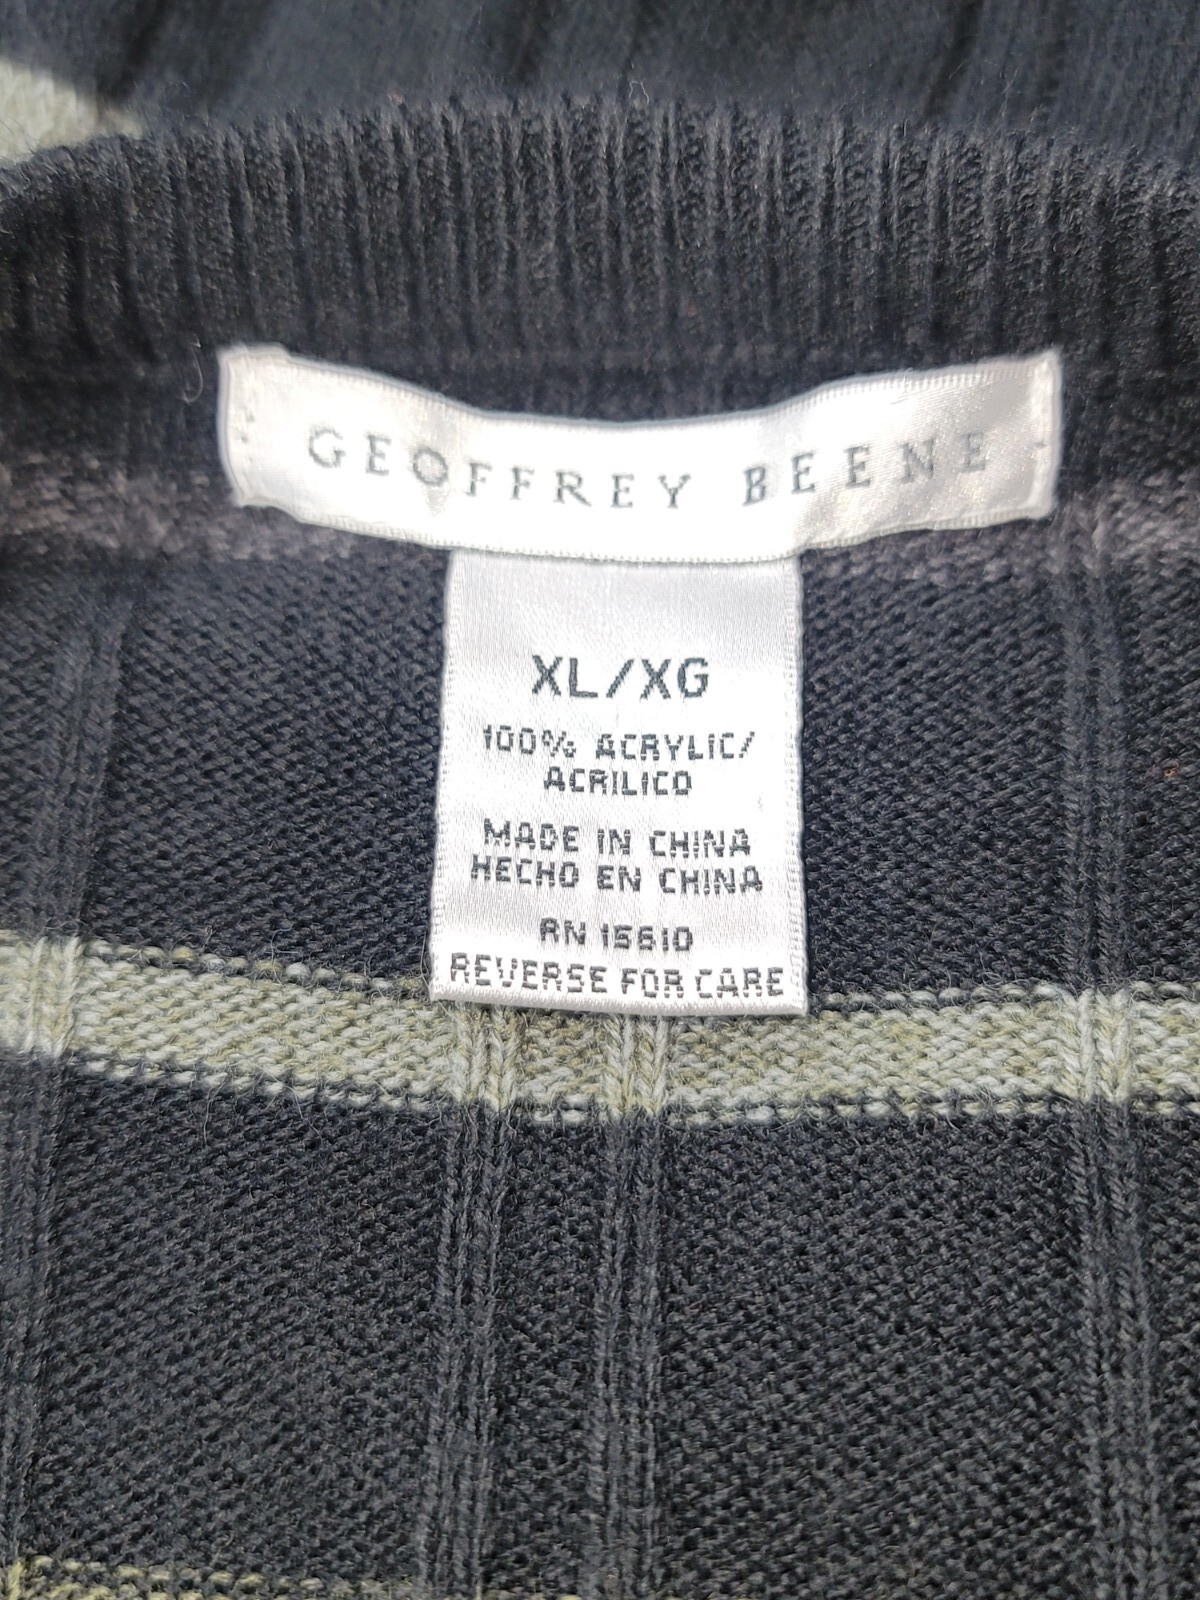 GEOFFREY BEENE
XL/XG
100% ACRYLIC/
ACRILICO
MADE IN CHINA
HECHO EN CHINA
RN 15610
REVERSE FOR CARE